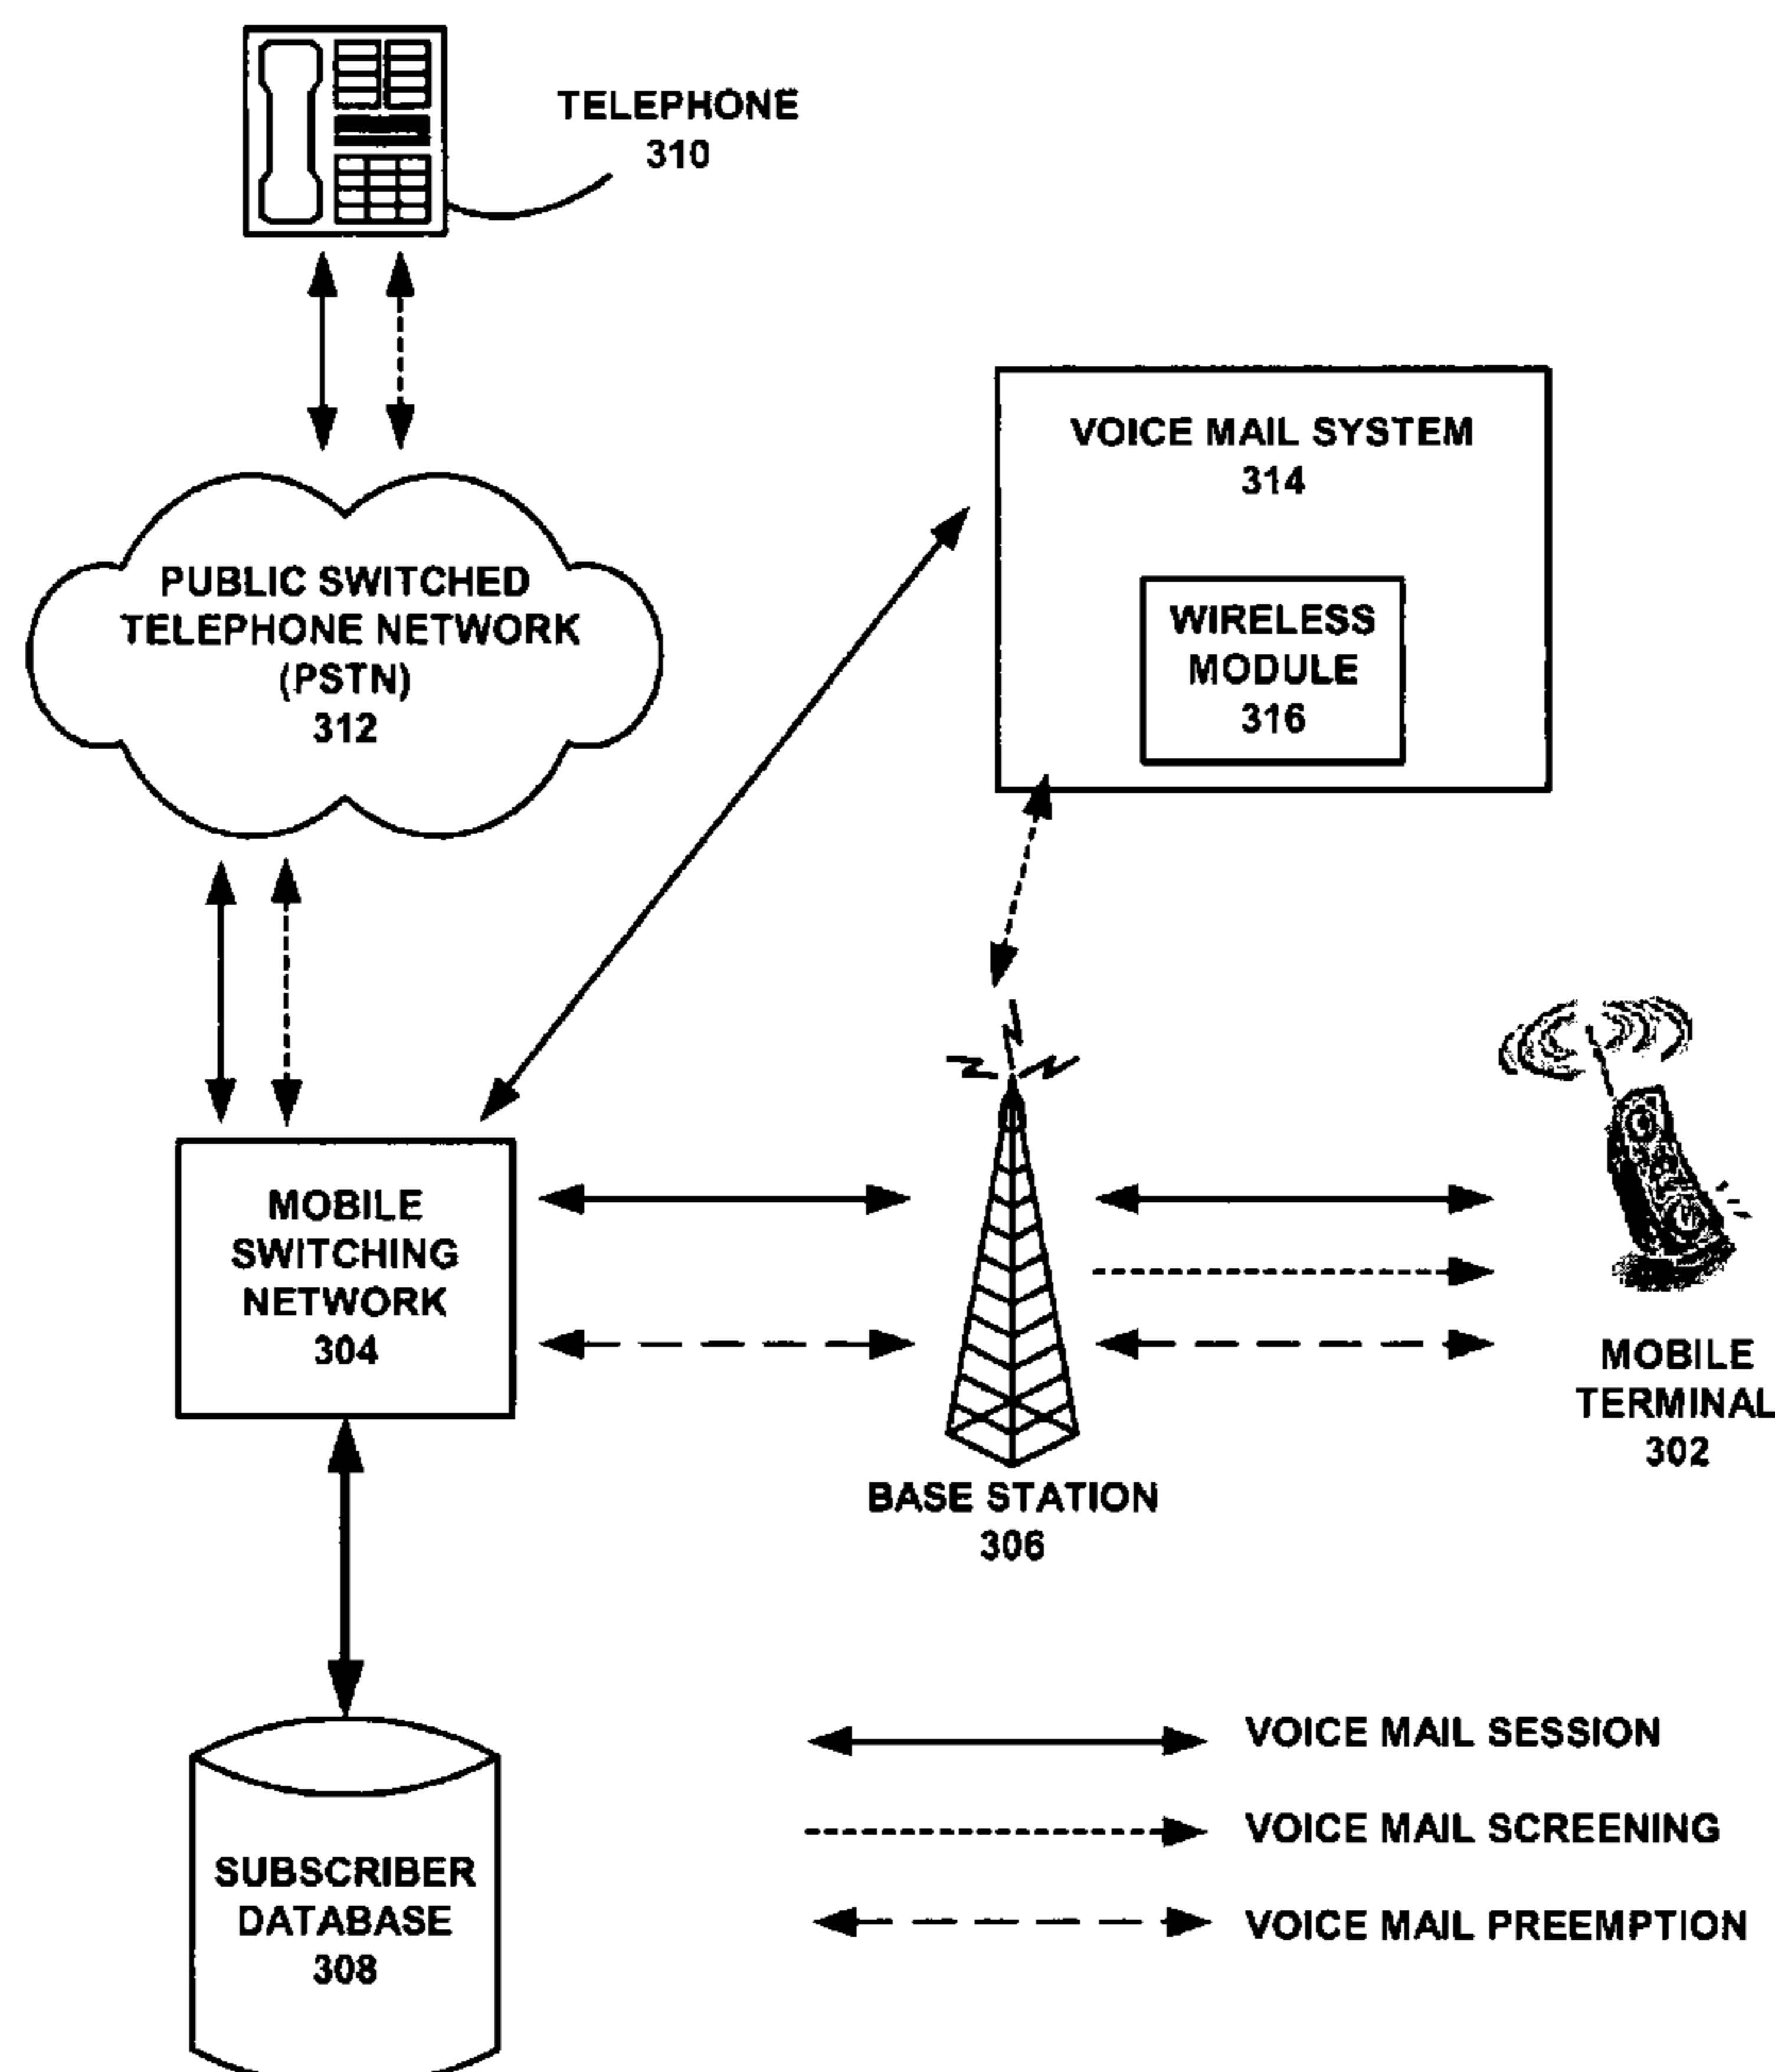 TELEPHONE
310
VOICE MAIL SYSTEM
314
PUBLIC SWITCHED
TELEPHONE NETWORK
(PSTN)
312
WIRELESS
MODULE
316
MOBILE
SWITCHING
NETWORK
304
MOBILE
TERMINAL
302
BASE STATION
306
SUBSCRIBER
DATABASE
308
VOICE MAIL SESSION
VOICE MAIL SCREENING
VOICE MAIL PREEMPTION